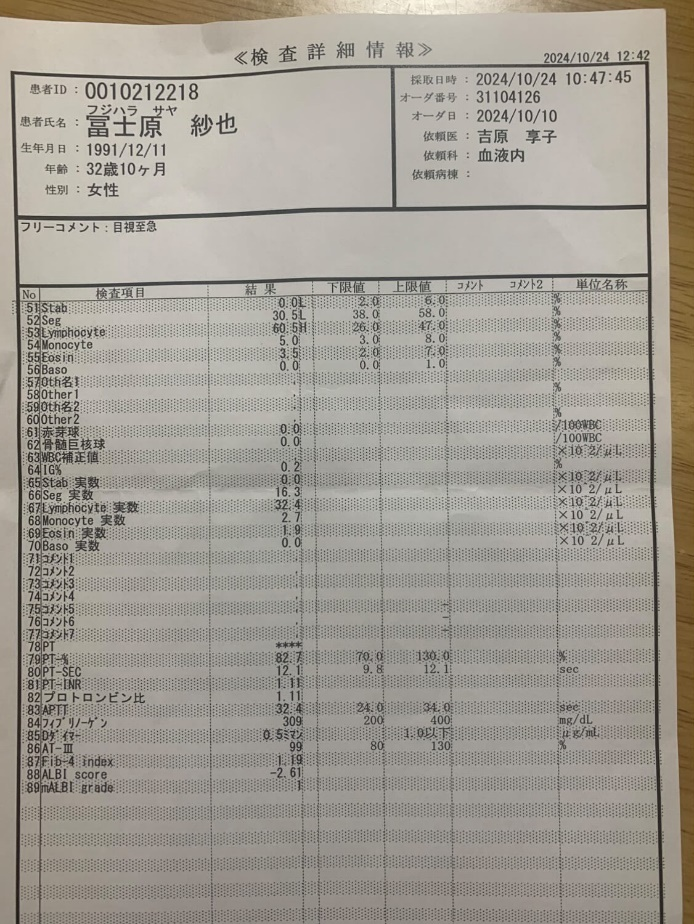 ≪検査詳細情報≫
2024/10/24 12:42
患者ID：0010212218
フジハラ サヤ
患者氏名：冨士原 紗也
生年月日：1991/12/11
年齢：32歳10ヶ月
性別：女性
採取日時：2024/10/24 10:47:45
オーダ番号：31104126
オーダ日：2024/10/10
依頼医：吉原 享子
依頼科：血液内
依頼病棟：
フリーコメント：目視至急
No 検査項目 結果 下限値 上限値 コメント コメント2 単位名称
51 Stab 0.0L 2.0 6.0 %
52 Seg 30.5L 38.0 58.0 %
53 Lymphocyte 60.5H 26.0 47.0 %
54 Monocyte 5.0 3.0 8.0 %
55 Eosin 3.5 2.0 7.0 %
56 Baso 0.0 0.0 1.0 %
57 Oth名1 .
58 Other1 . %
59 Oth名2 .
60 Other2 . %
61 赤芽球 0.0 /100WBC
62 骨髄巨核球 0.0 /100WBC
63 WBC補正値 ×10^2/μL
64 IG% 0.2 %
65 Stab 実数 0.0 ×10^2/μL
66 Seg 実数 16.3 ×10^2/μL
67 Lymphocyte 実数 32.4 ×10^2/μL
68 Monocyte 実数 2.7 ×10^2/μL
69 Eosin 実数 1.9 ×10^2/μL
70 Baso 実数 0.0 ×10^2/μL
71 コメント1 .
72 コメント2 .
73 コメント3 .
74 コメント4 .
75 コメント5 . -
76 コメント6 . -
77 コメント7 . -
78 PT ****
79 PT-% 82.7 70.0 130.0 %
80 PT-SEC 12.1 9.8 12.1 sec
81 PT-INR 1.11
82 プロトロンビン比 1.11
83 APTT 32.4 24.0 34.0 sec
84 フィブリノーゲン 309 200 400 mg/dL
85 Dダイマー 0.5ミマン 1.0以下 μg/mL
86 AT-Ⅲ 99 80 130 %
87 Fib-4 index 1.19
88 ALBI score -2.61
89 mALBI grade 1